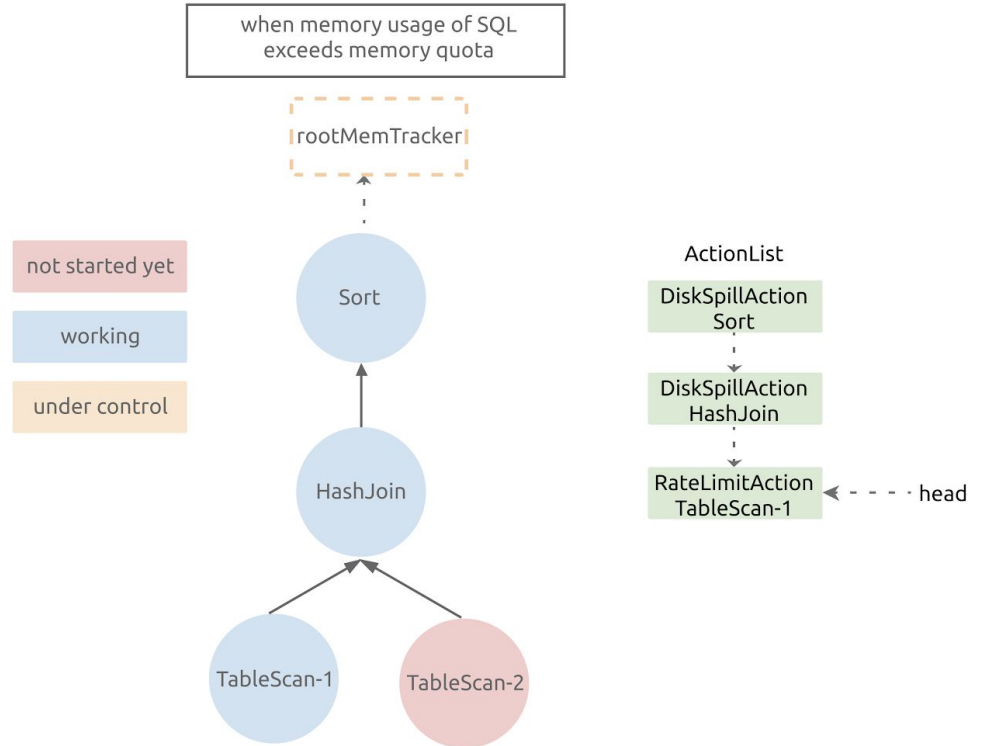 when memory usage of SQL
exceeds memory quota
rootMemTracker
not started yet
working
under control
Sort
HashJoin
TableScan-1
TableScan-2
ActionList
DiskSpillAction
Sort
DiskSpillAction
HashJoin
RateLimitAction
TableScan-1
head